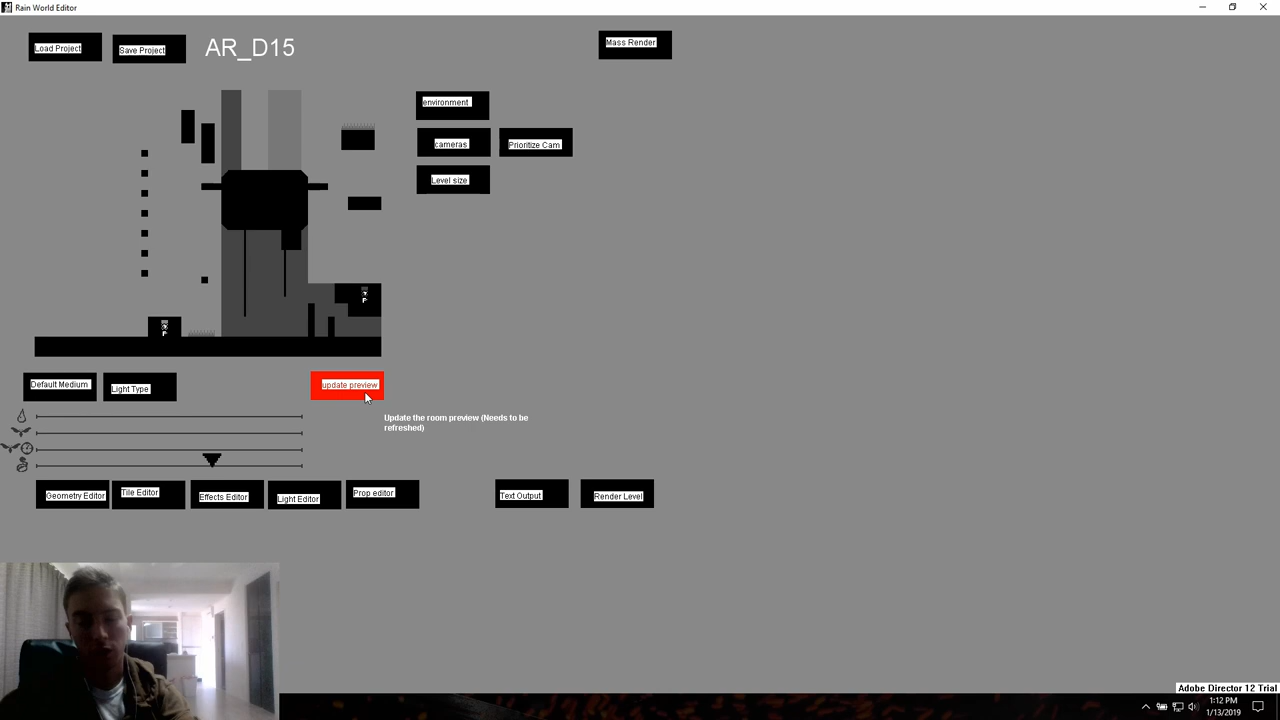 Rain World Editor
Load Project
Save Project
AR_D15
Mass Render
environment
cameras
Prioritize Cam
Level size
Default Medium
Light Type
update preview
Update the room preview (Needs to be
refreshed)
Geometry Editor
Tile Editor
Effects Editor
Light Editor
Prop editor
Text Output
Render Level
Adobe Director 12 Trial
1:12 PM
1/13/2019